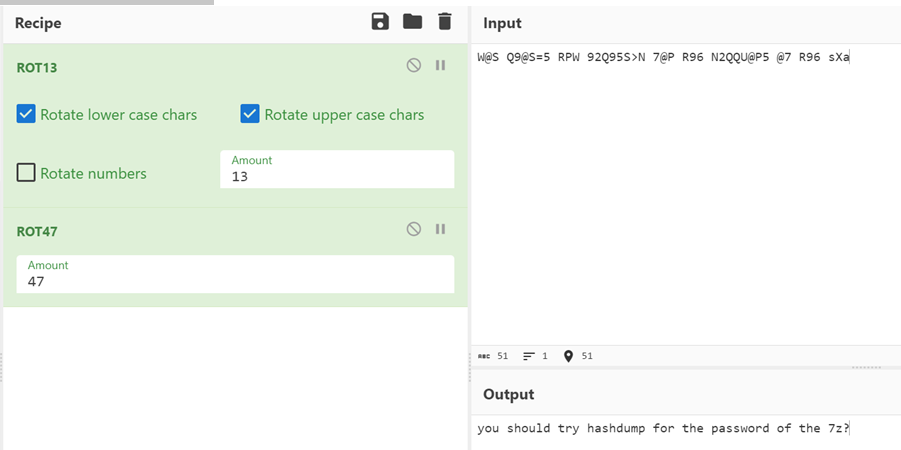 Recipe
ROT13
Rotate lower case chars
Rotate upper case chars
Rotate numbers
Amount
13
ROT47
Amount
47
Input
W@S Q9@S=5 RPW 92Q95S>N 7@P R96 N2QQU@P5 @7 R96 sXa
ABC 51 1 51
Output
you should try hashdump for the password of the 7z?